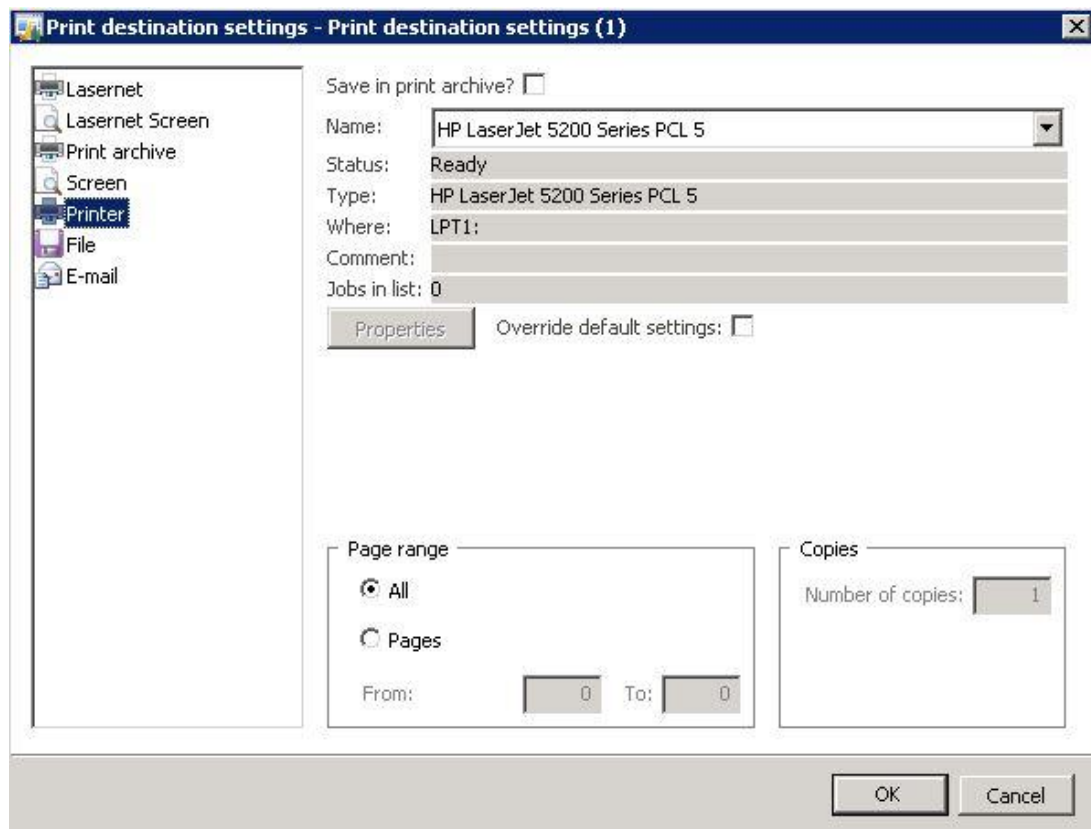 Print destination settings - Print destination settings (1)
Lasernet
Lasernet Screen
Print archive
Screen
Printer
File
E-mail
Save in print archive?
Name: HP LaserJet 5200 Series PCL 5
Status: Ready
Type: HP LaserJet 5200 Series PCL 5
Where: LPT1:
Comment:
Jobs in list: 0
Properties Override default settings:
Page range
All
Pages
From: 0 To: 0
Copies
Number of copies: 1
OK Cancel